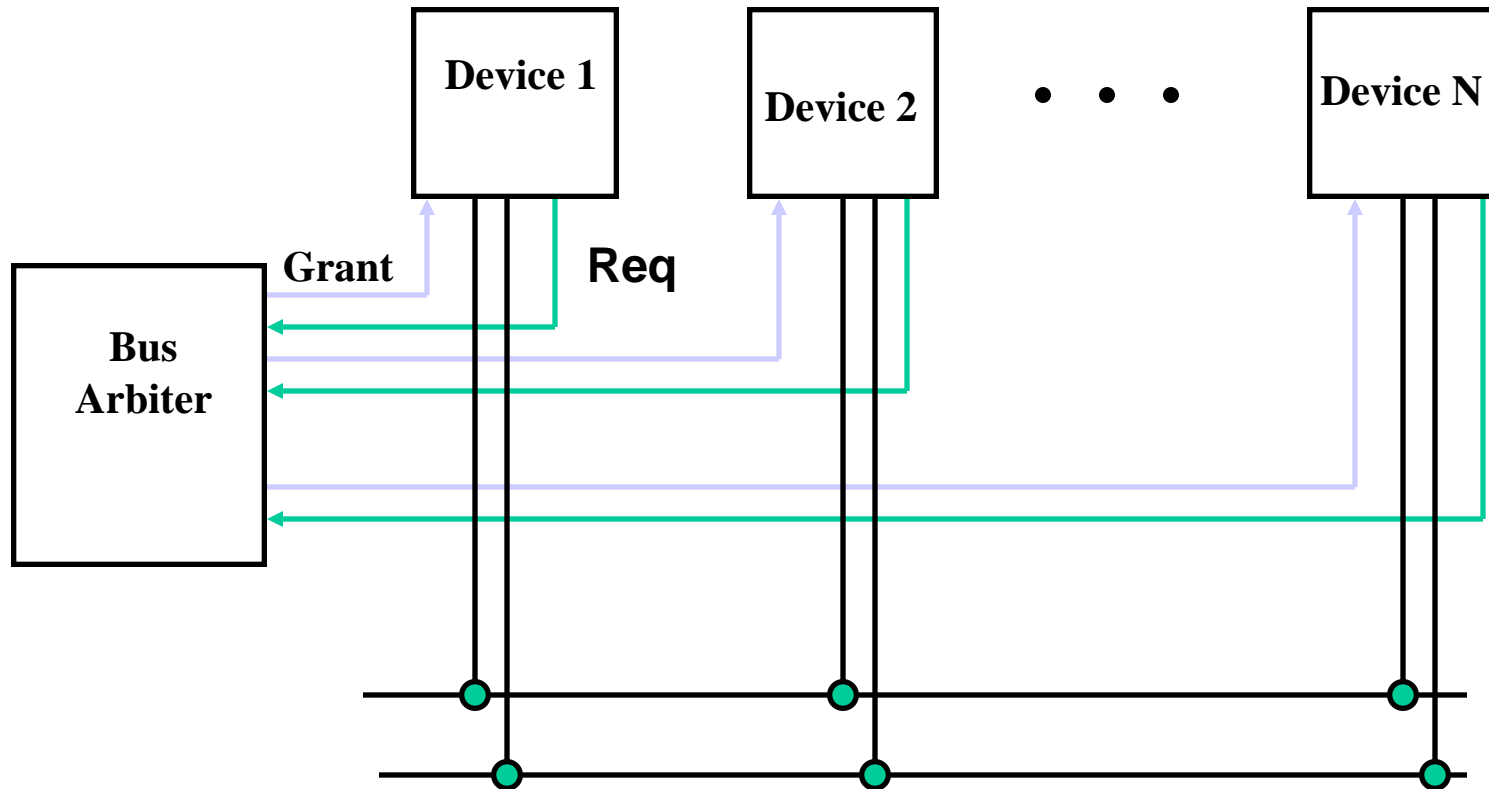 Device 1
Device 2
Device N
Grant
Req
Bus
Arbiter